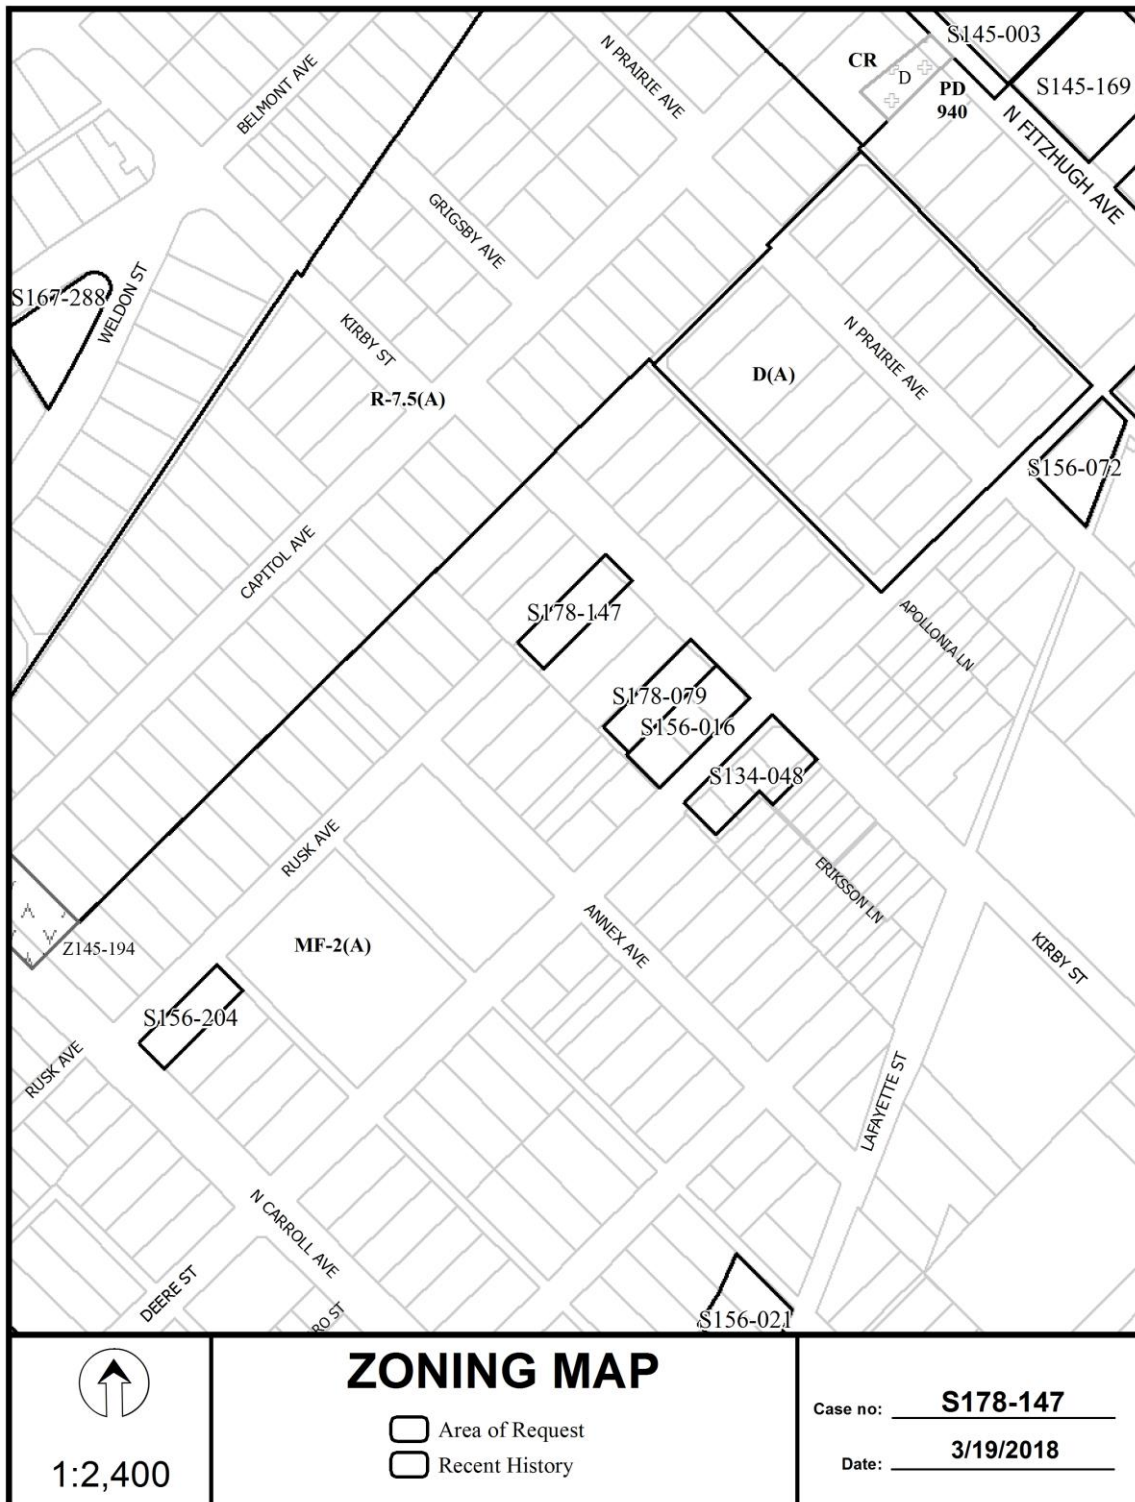 S145-003
N PRAIRIE AVE
CR
D
PD
940
S145-169
BELMONT AVE
N FITZHUGH AVE
GRIGSBY AVE
S167-288
WELDON ST
KIRBY ST
N PRAIRIE AVE
D(A)
R-7.5(A)
S156-072
CAPITOL AVE
S178-147
APOLLONIA LN
S178-079
S156-016
S134-048
RUSK AVE
ERIKSSON LN
ANNEX AVE
Z145-194
MF-2(A)
KIRBY ST
S156-204
RUSK AVE
LAFAYETTE ST
N CARROLL AVE
DEERE ST
RO ST
S156-021
1:2,400
ZONING MAP
Area of Request
Recent History
Case no: S178-147
Date: 3/19/2018